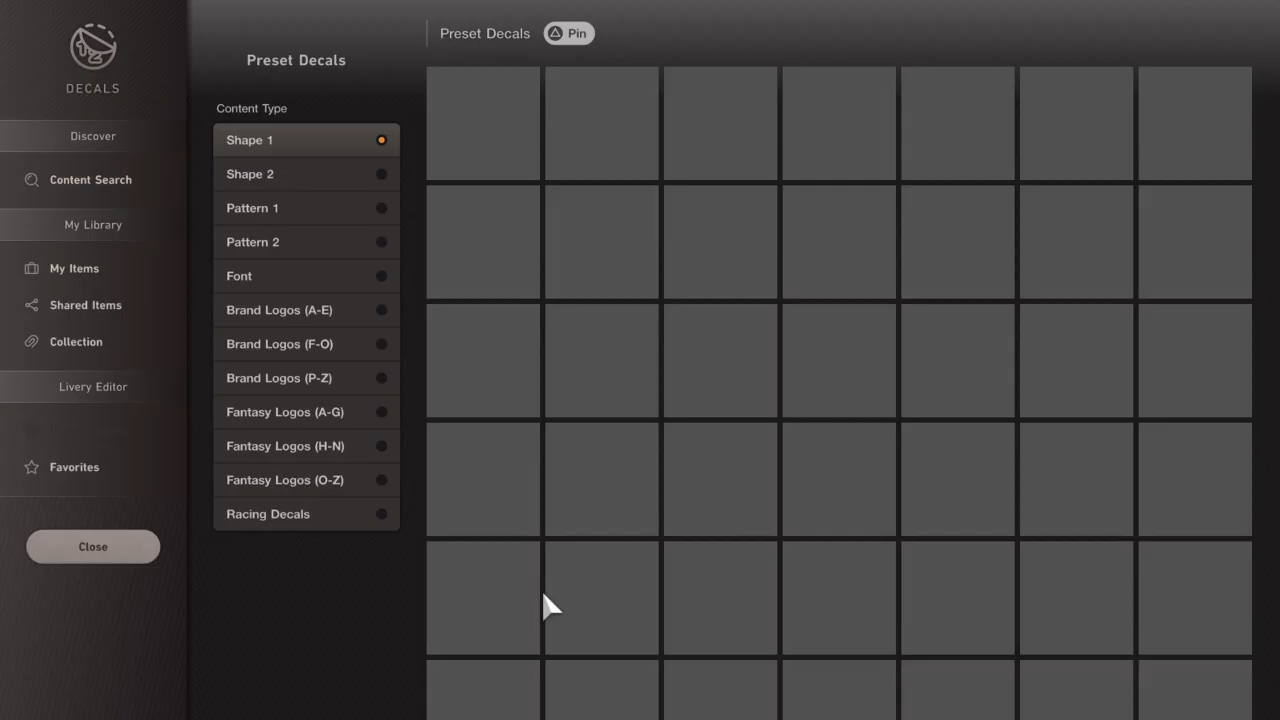 DECALS
Discover
Content Search
My Library
My Items
Shared Items
Collection
Livery Editor
Favorites
Close
Preset Decals
Content Type
Shape 1
Shape 2
Pattern 1
Pattern 2
Font
Brand Logos (A-E)
Brand Logos (F-O)
Brand Logos (P-Z)
Fantasy Logos (A-G)
Fantasy Logos (H-N)
Fantasy Logos (O-Z)
Racing Decals
Preset Decals Pin